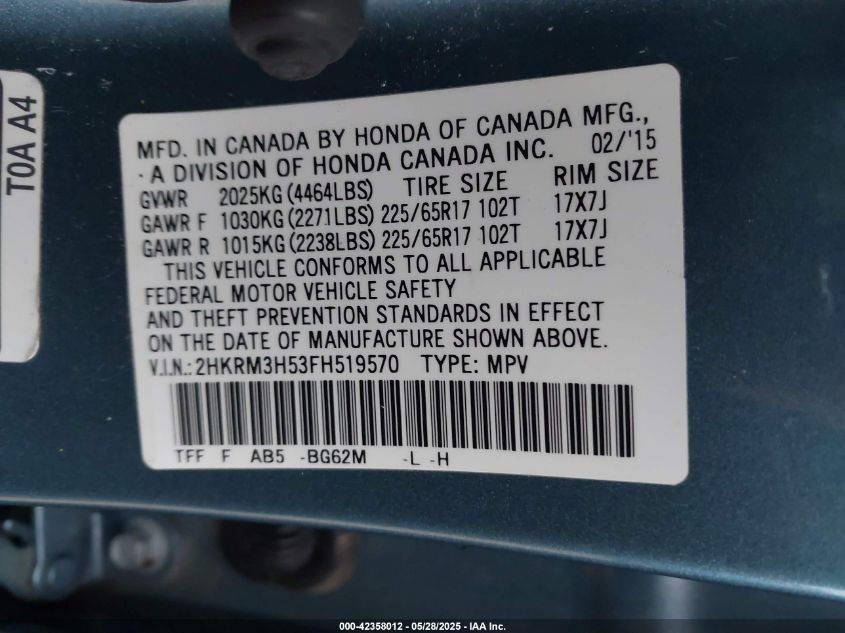 T0A A4
MFD. IN CANADA BY HONDA OF CANADA MFG.,
A DIVISION OF HONDA CANADA INC. 02/'15
GVWR 2025KG (4464LBS) TIRE SIZE RIM SIZE
GAWR F 1030KG (2271LBS) 225/65R17 102T 17X7J
GAWR R 1015KG (2238LBS) 225/65R17 102T 17X7J
THIS VEHICLE CONFORMS TO ALL APPLICABLE
FEDERAL MOTOR VEHICLE SAFETY
AND THEFT PREVENTION STANDARDS IN EFFECT
ON THE DATE OF MANUFACTURE SHOWN ABOVE.
V.I.N.: 2HKRM3H53FH519570 TYPE: MPV
TFF F AB5 -BG62M -L -H
000-42358012 — 05/28/2025 — IAA Inc.